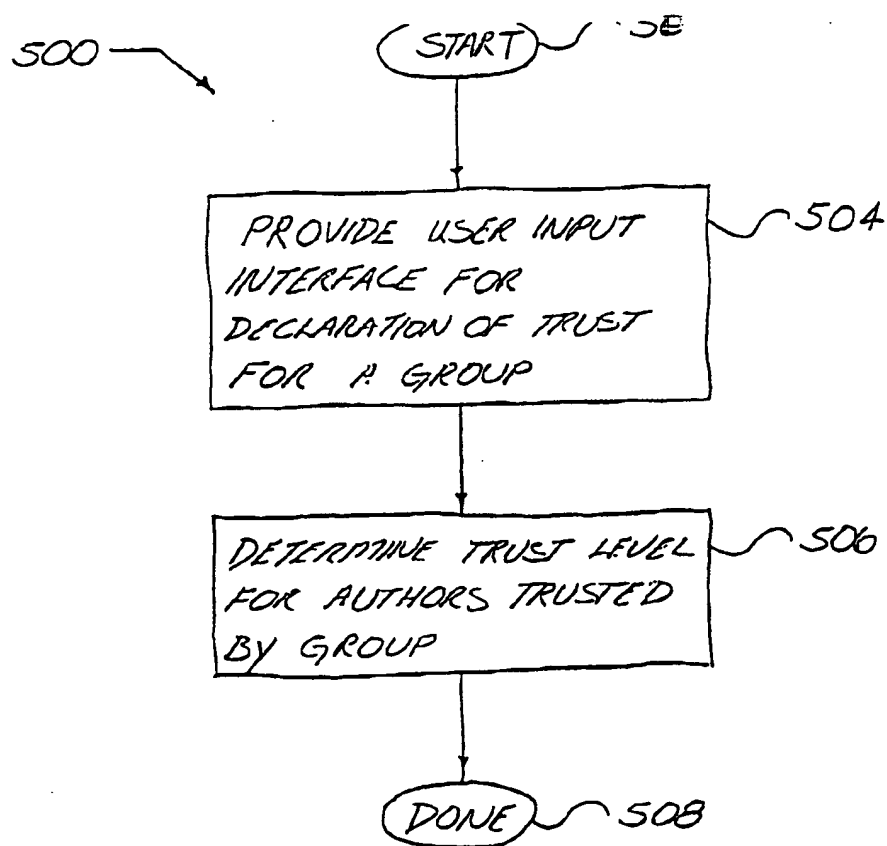 500
START
PROVIDE USER INPUT
INTERFACE FOR
DECLARATION OF TRUST
FOR A GROUP
504
DETERMINE TRUST LEVEL
FOR AUTHORS TRUSTED
BY GROUP
506
DONE
508